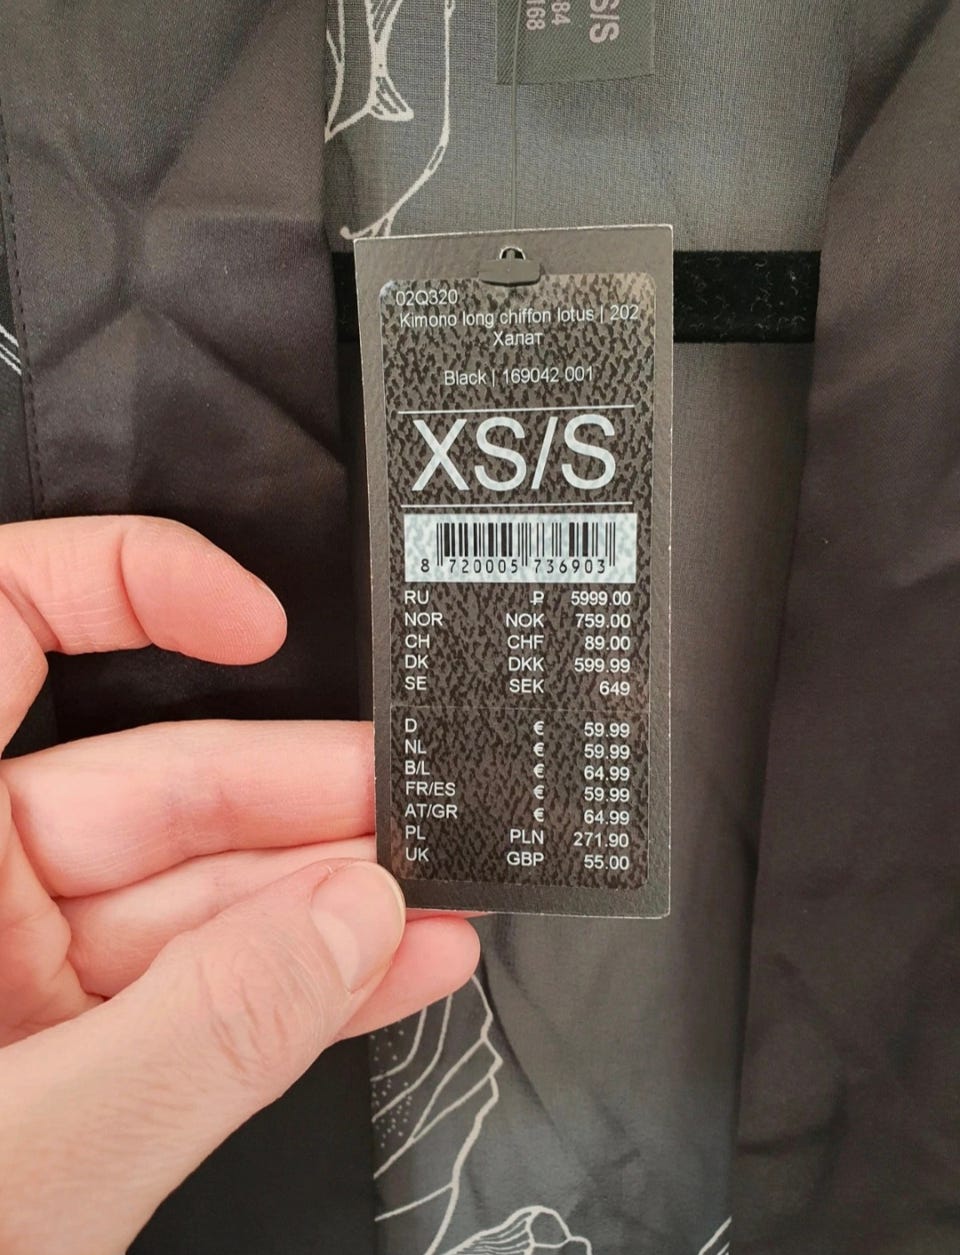 S/S
84
168
02Q320
Kimono long chiffon lotus | 202
Халат
Black | 169042 001
XS/S
8 720005 736903
RU ₽ 5999.00
NOR NOK 759.00
CH CHF 89.00
DK DKK 599.99
SE SEK 649
D € 59.99
NL € 59.99
B/L € 64.99
FR/ES € 59.99
AT/GR € 64.99
PL PLN 271.90
UK GBP 55.00